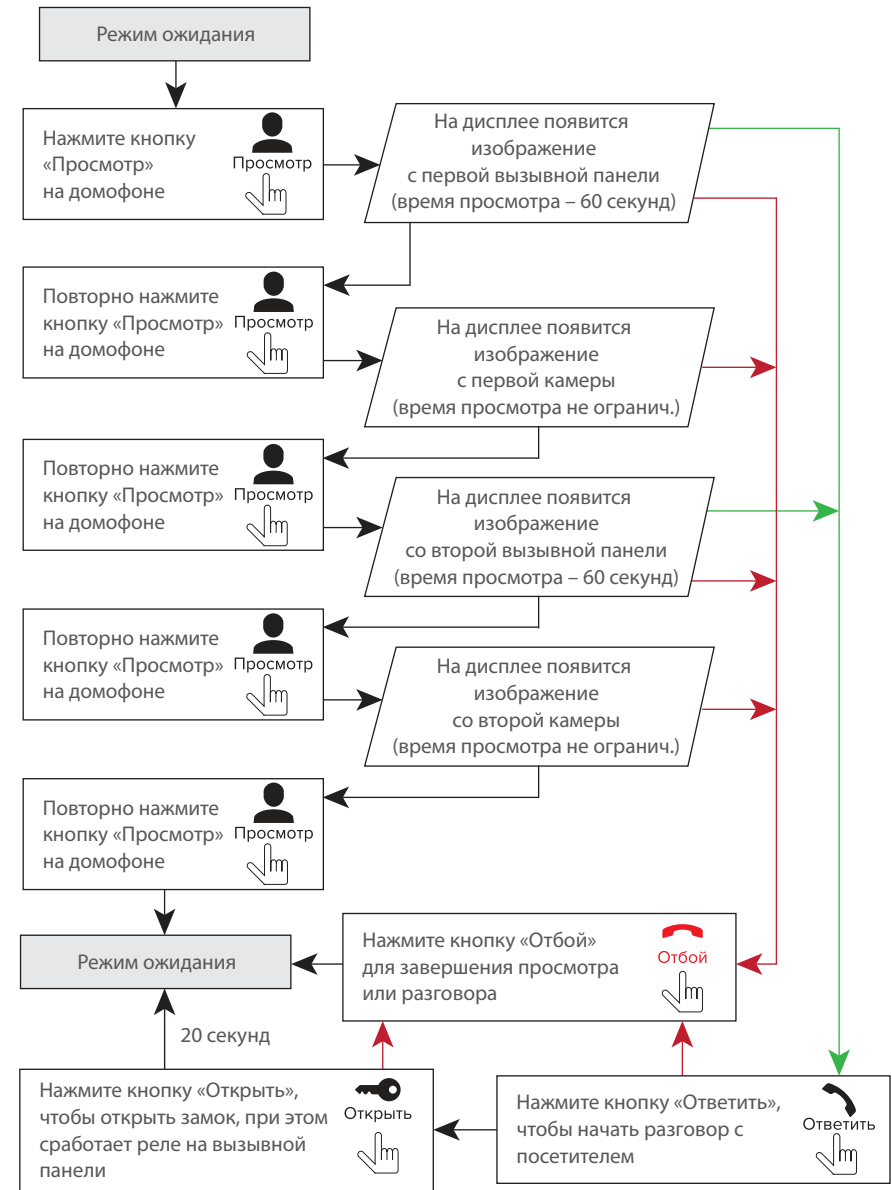 Режим ожидания
Нажмите кнопку
«Просмотр»
на домофоне
Просмотр
На дисплее появится
изображение
с первой вызывной панели
(время просмотра – 60 секунд)
Повторно нажмите
кнопку «Просмотр»
на домофоне
Просмотр
На дисплее появится
изображение
с первой камеры
(время просмотра не огранич.)
Повторно нажмите
кнопку «Просмотр»
на домофоне
Просмотр
На дисплее появится
изображение
со второй вызывной панели
(время просмотра – 60 секунд)
Повторно нажмите
кнопку «Просмотр»
на домофоне
Просмотр
На дисплее появится
изображение
со второй камеры
(время просмотра не огранич.)
Повторно нажмите
кнопку «Просмотр»
на домофоне
Просмотр
Режим ожидания
Нажмите кнопку «Отбой»
для завершения просмотра
или разговора
Отбой
20 секунд
Нажмите кнопку «Открыть»,
чтобы открыть замок, при этом
сработает реле на вызывной
панели
Открыть
Нажмите кнопку «Ответить»,
чтобы начать разговор с
посетителем
Ответить